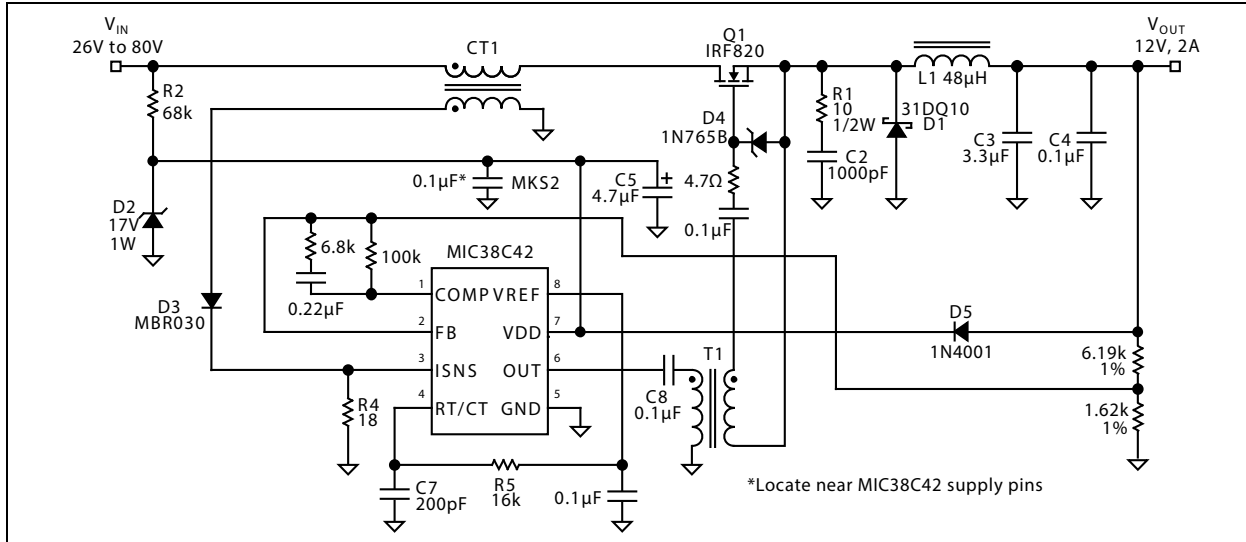 V_IN
26V to 80V
CT1
Q1
IRF820
V_OUT
12V, 2A
R2
68k
L1 48µH
R1
10
1/2W
31DQ10
D1
D4
1N765B
C3
3.3µF
C4
0.1µF
C2
1000pF
0.1µF*
MKS2
C5
4.7µF
+
4.7Ω
0.1µF
D2
17V
1W
6.8k
100k
MIC38C42
0.22µF
1
COMP
VREF
8
D3
MBR030
2
FB
VDD
7
D5
1N4001
3
ISNS
OUT
6
T1
6.19k
1%
4
RT/CT
GND
5
C8
0.1µF
R4
18
1.62k
1%
C7
200pF
R5
16k
0.1µF
*Locate near MIC38C42 supply pins